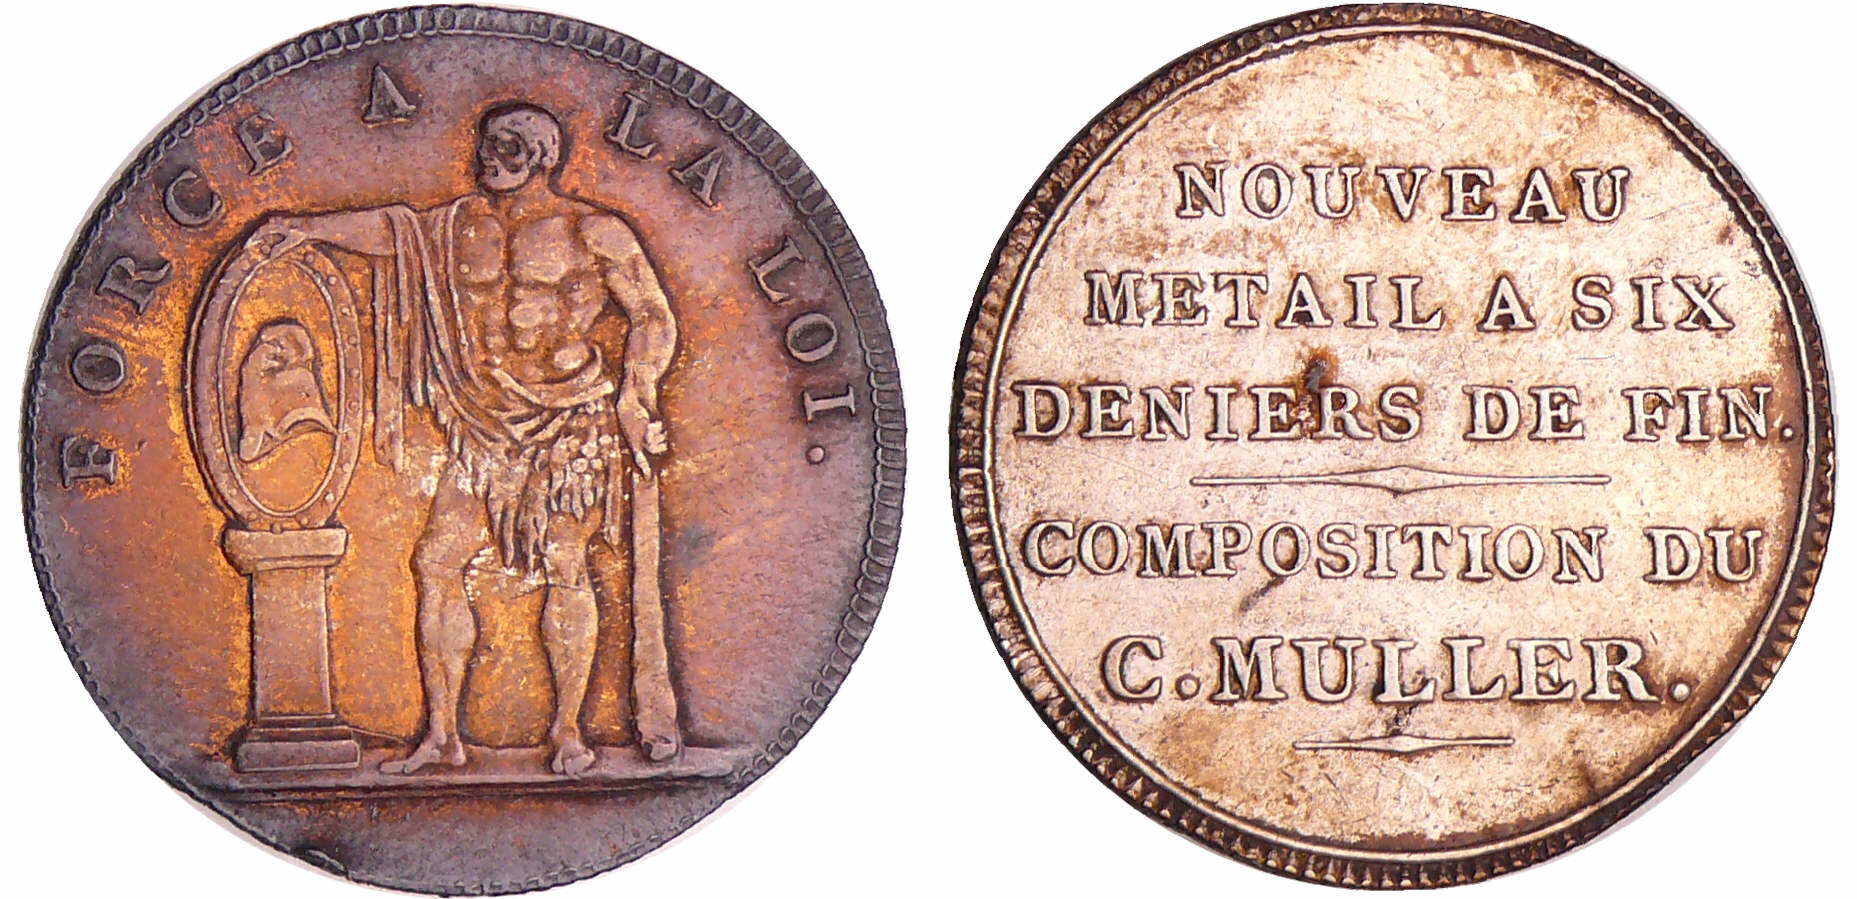 FORCE A LA LOI.
NOUVEAU
METAIL A SIX
DENIERS DE FIN.
COMPOSITION DU
C. MULLER.